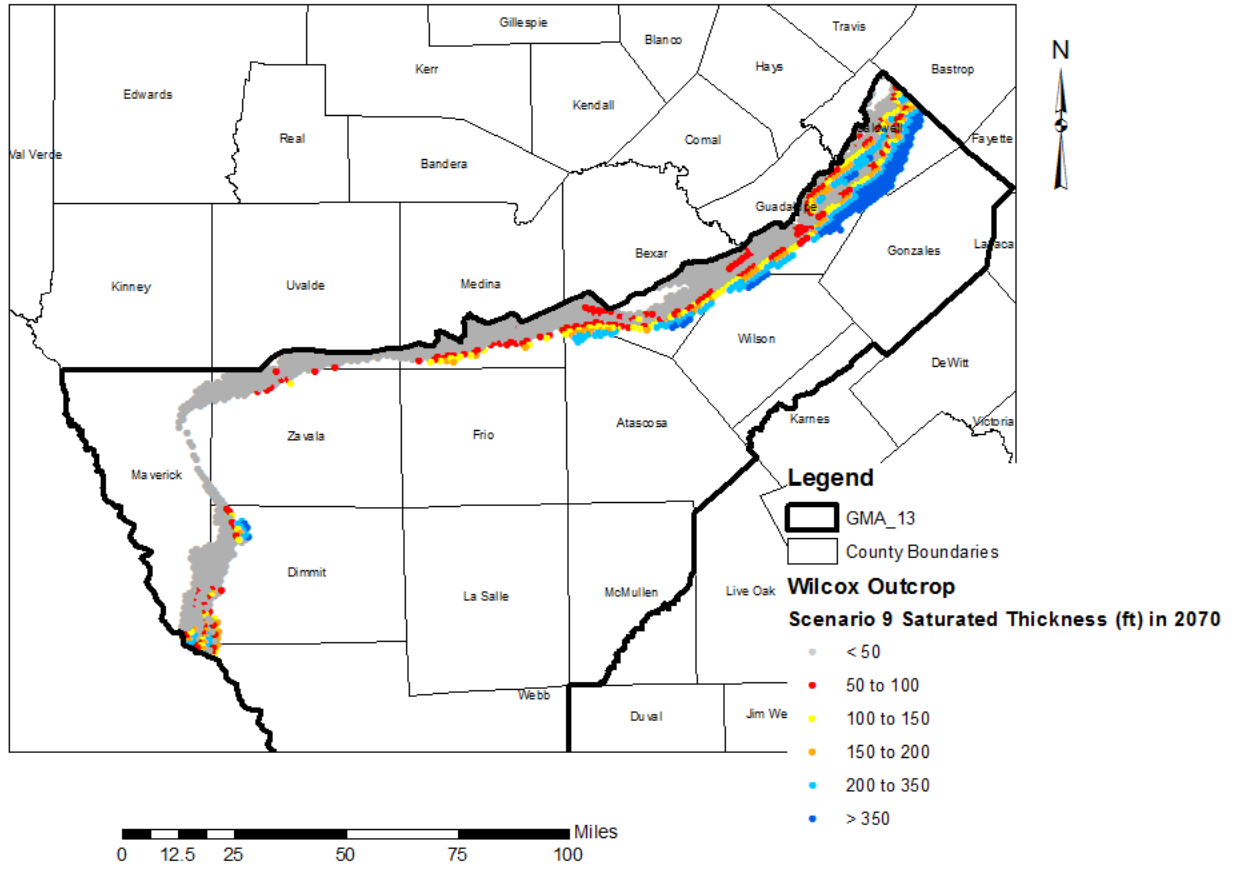 Gillespie
Travis
Blanco
Hays
Kerr
Bastrop
Edwards
Kendall
Real
Comal
Fayette
Val Verde
Bandera
Guadalupe
Bexar
Gonzales
Kinney
Uvalde
Medina
Wilson
DeWitt
Karnes
Victoria
Zavala
Frio
Atascosa
Maverick
Dimmit
La Salle
McMullen
Live Oak
Webb
Duval
Jim We
N
Legend
GMA_13
County Boundaries
Wilcox Outcrop
Scenario 9 Saturated Thickness (ft) in 2070
< 50
50 to 100
100 to 150
150 to 200
200 to 350
> 350
Miles
0 12.5 25 50 75 100